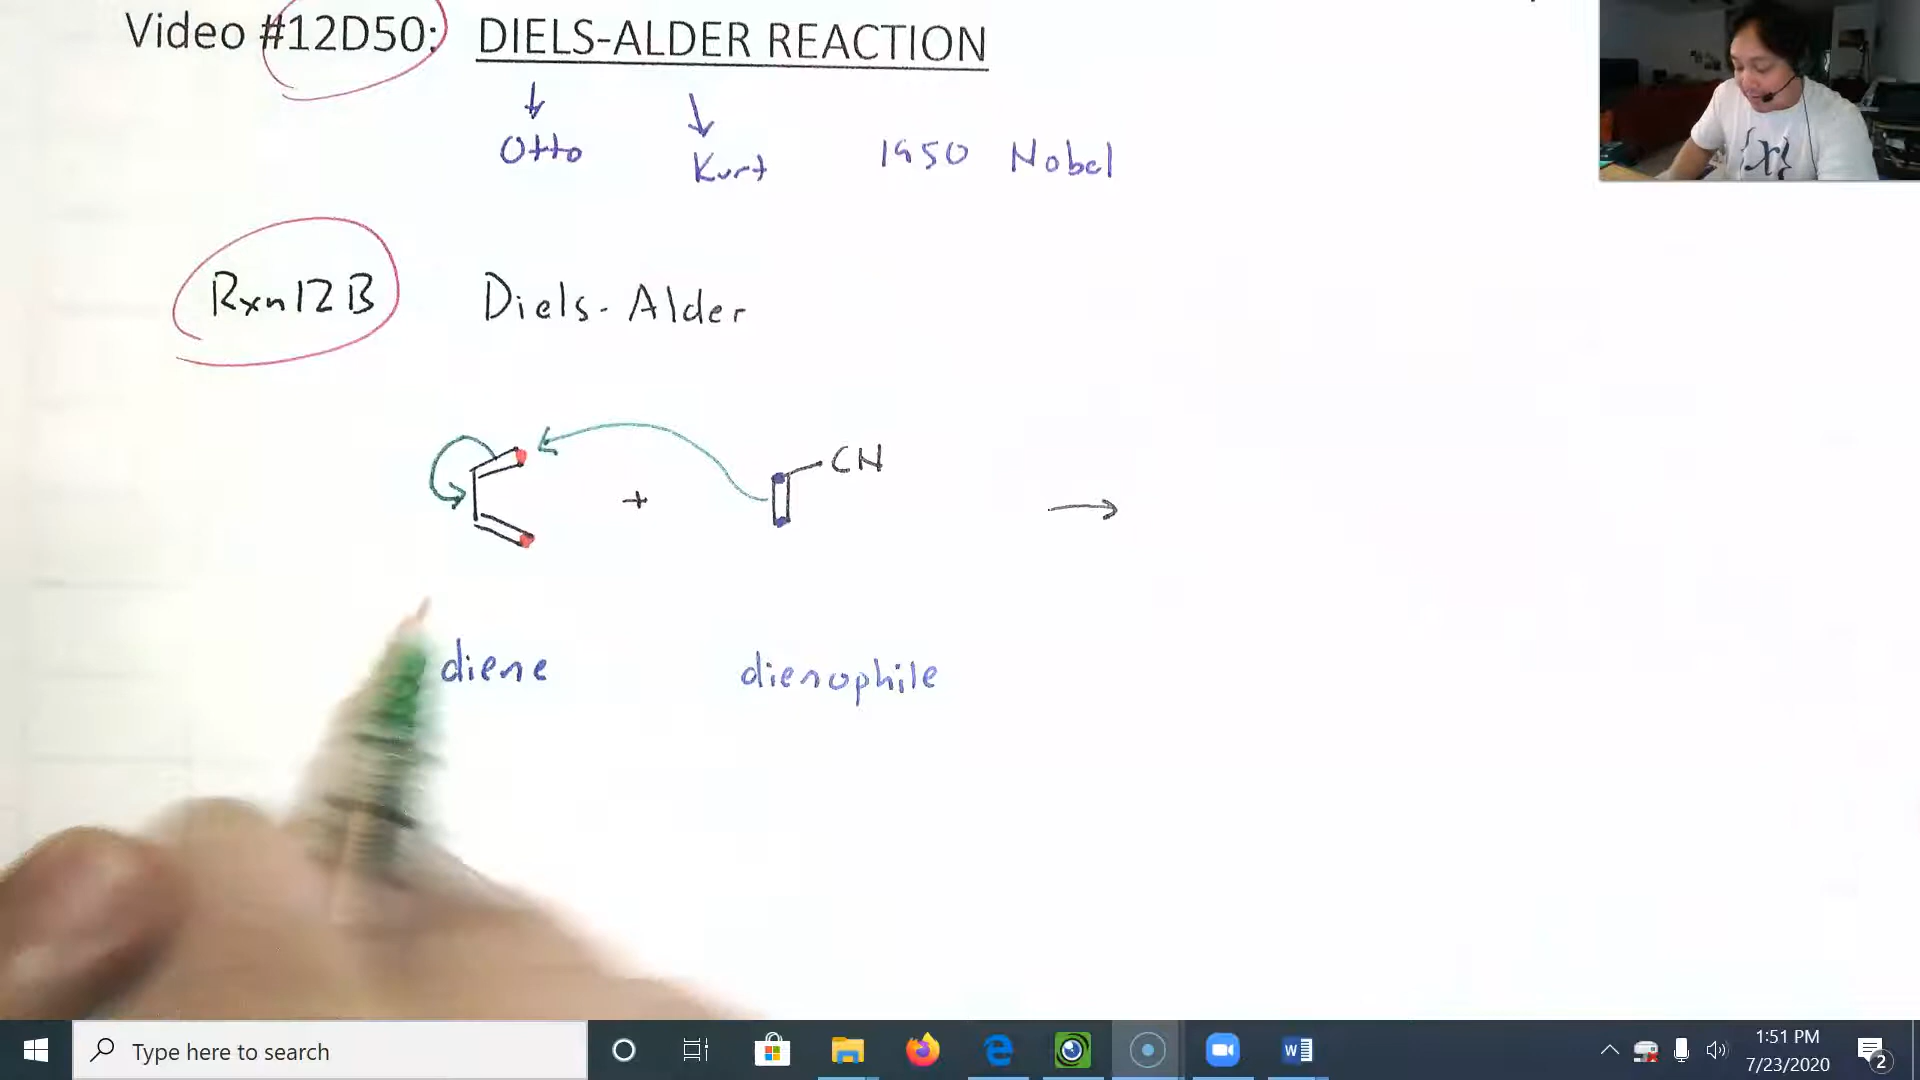 Video #12D50: DIELS-ALDER REACTION
Otto Kurt 1950 Nobel
Rxn12B Diels-Alder
+ CN
diene dienophile
{x}
Type here to search
W
1:51 PM
7/23/2020
2